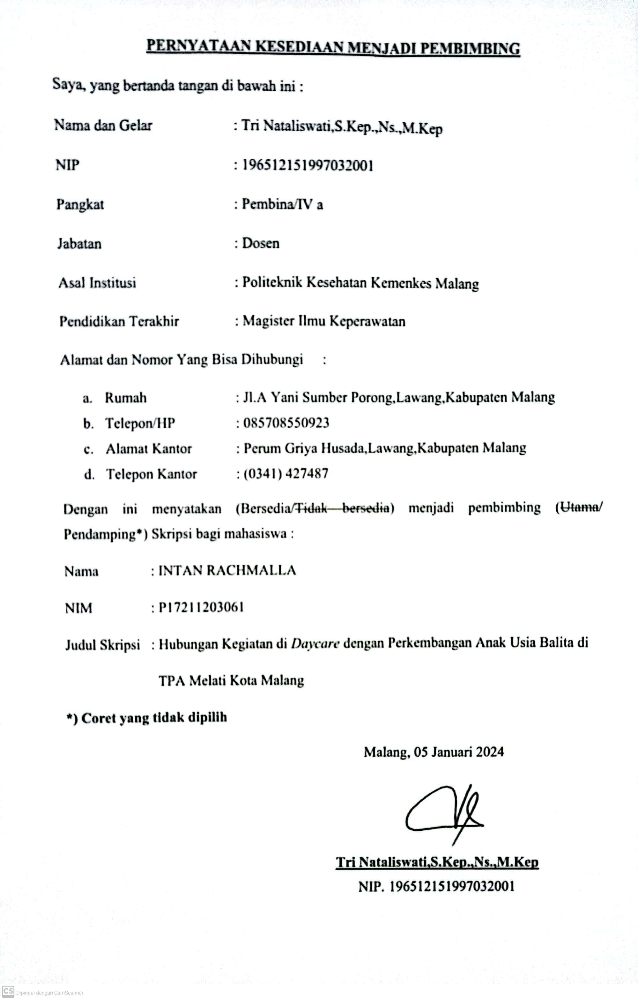 PERNYATAAN KESEDIAAN MENJADI PEMBIMBING
Saya, yang bertanda tangan di bawah ini :
Nama dan Gelar : Tri Nataliswati,S.Kep.,Ns.,M.Kep
NIP : 196512151997032001
Pangkat : Pembina/IV a
Jabatan : Dosen
Asal Institusi : Politeknik Kesehatan Kemenkes Malang
Pendidikan Terakhir : Magister Ilmu Keperawatan
Alamat dan Nomor Yang Bisa Dihubungi :
a. Rumah : Jl.A Yani Sumber Porong,Lawang,Kabupaten Malang
b. Telepon/HP : 085708550923
c. Alamat Kantor : Perum Griya Husada,Lawang,Kabupaten Malang
d. Telepon Kantor : (0341) 427487
Dengan ini menyatakan (Bersedia/Tidak bersedia) menjadi pembimbing (Utama/
Pendamping*) Skripsi bagi mahasiswa :
Nama : INTAN RACHMALLA
NIM : P17211203061
Judul Skripsi : Hubungan Kegiatan di Daycare dengan Perkembangan Anak Usia Balita di
TPA Melati Kota Malang
*) Coret yang tidak dipilih
Malang, 05 Januari 2024
Tri Nataliswati,S.Kep.,Ns.,M.Kep
NIP. 196512151997032001
CS Dipindai dengan CamScanner